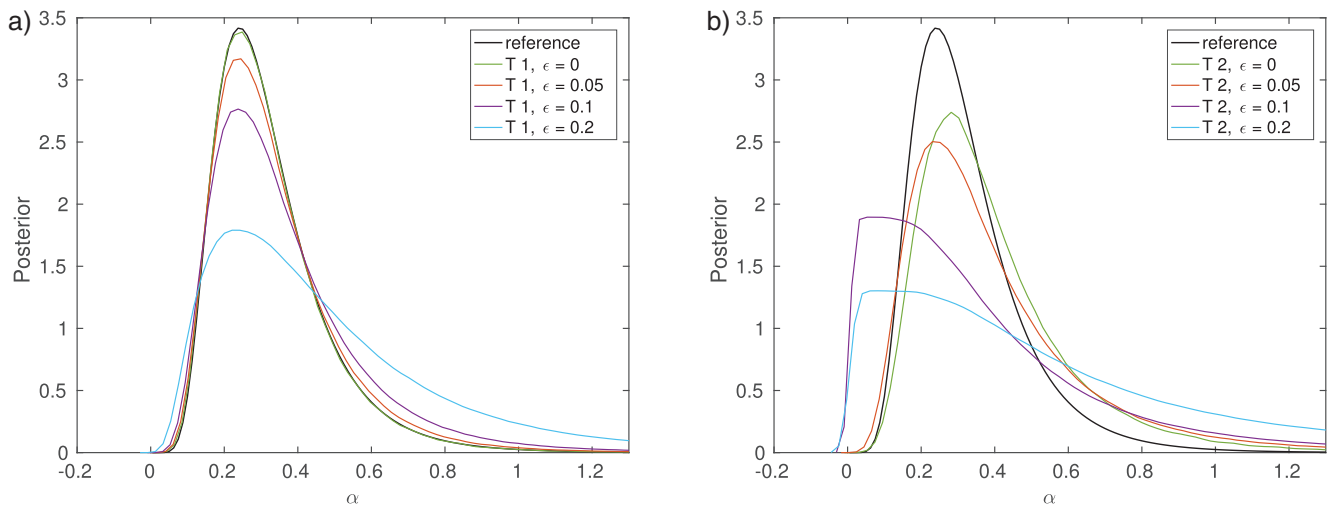 a)
3.5
3
2.5
2
1.5
1
0.5
0
Posterior
-0.2 0 0.2 0.4 0.6 0.8 1 1.2
α
reference
T 1, ϵ = 0
T 1, ϵ = 0.05
T 1, ϵ = 0.1
T 1, ϵ = 0.2
b)
3.5
3
2.5
2
1.5
1
0.5
0
Posterior
-0.2 0 0.2 0.4 0.6 0.8 1 1.2
α
reference
T 2, ϵ = 0
T 2, ϵ = 0.05
T 2, ϵ = 0.1
T 2, ϵ = 0.2